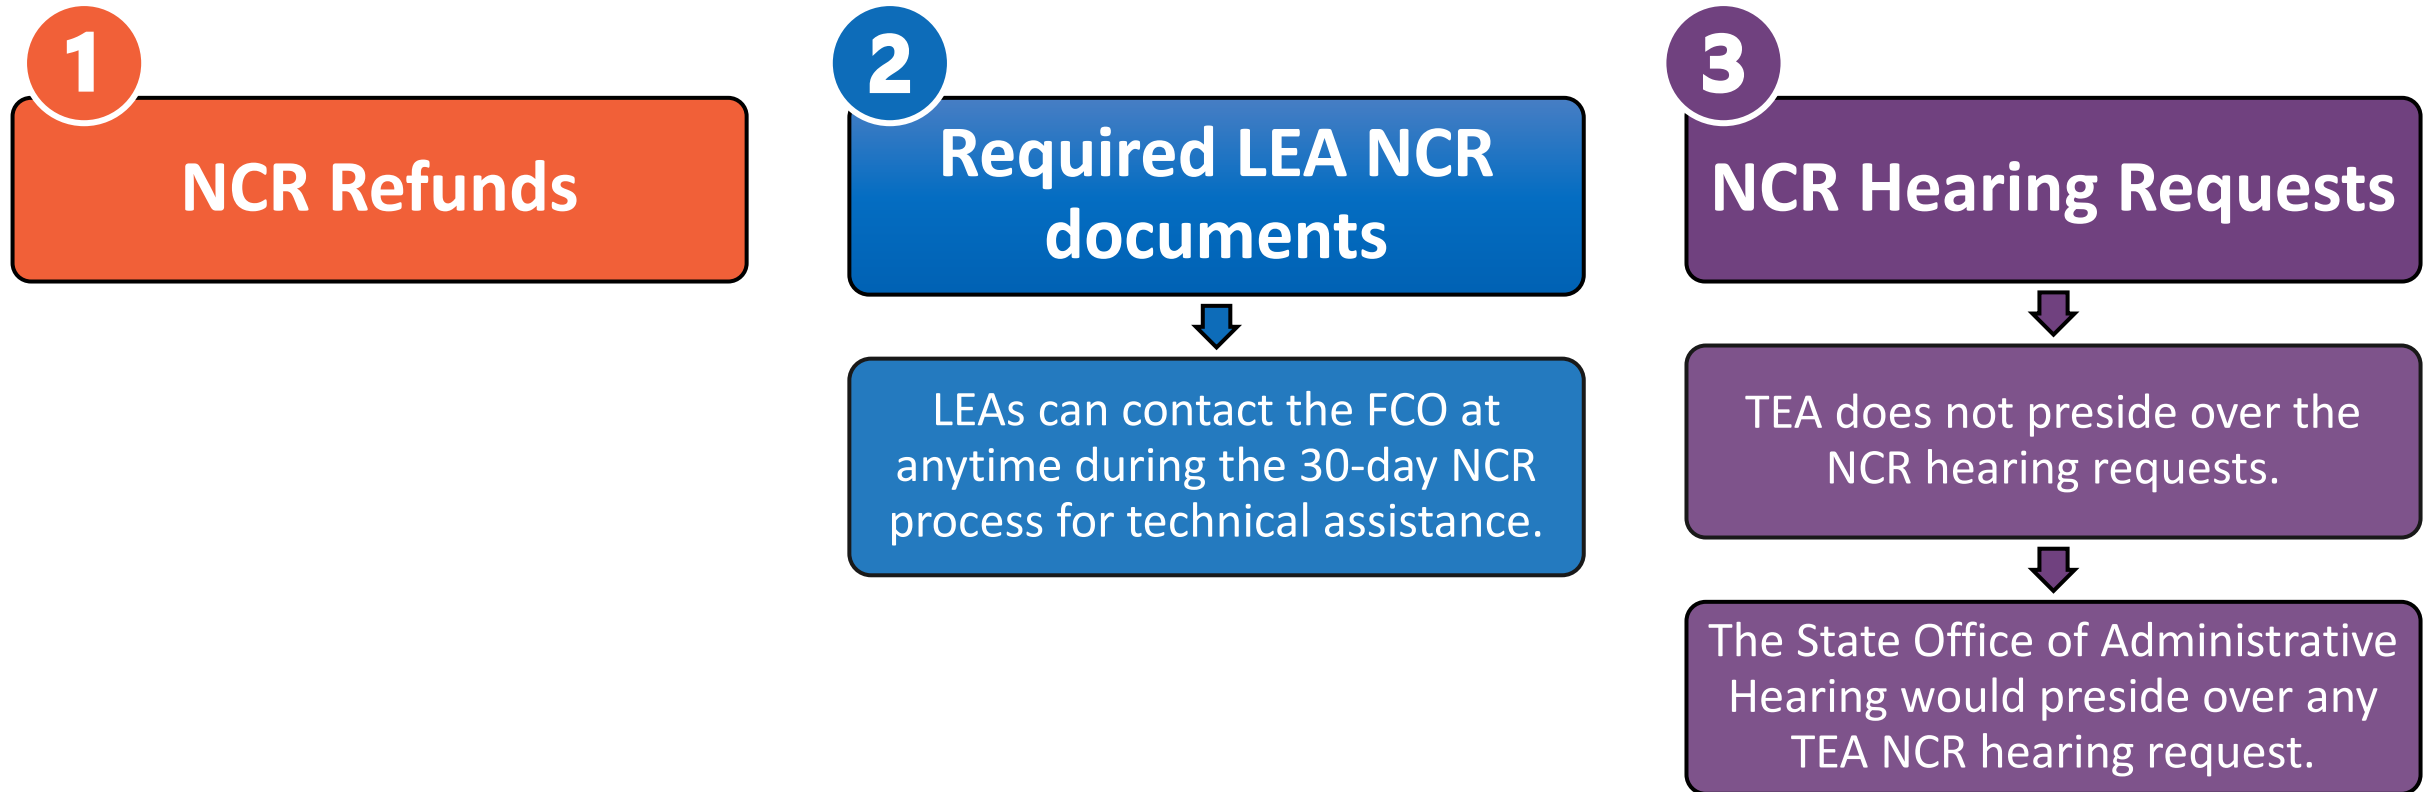 1
NCR Refunds
2
Required LEA NCR
documents
LEAs can contact the FCO at
anytime during the 30-day NCR
process for technical assistance.
3
NCR Hearing Requests
TEA does not preside over the
NCR hearing requests.
The State Office of Administrative
Hearing would preside over any
TEA NCR hearing request.